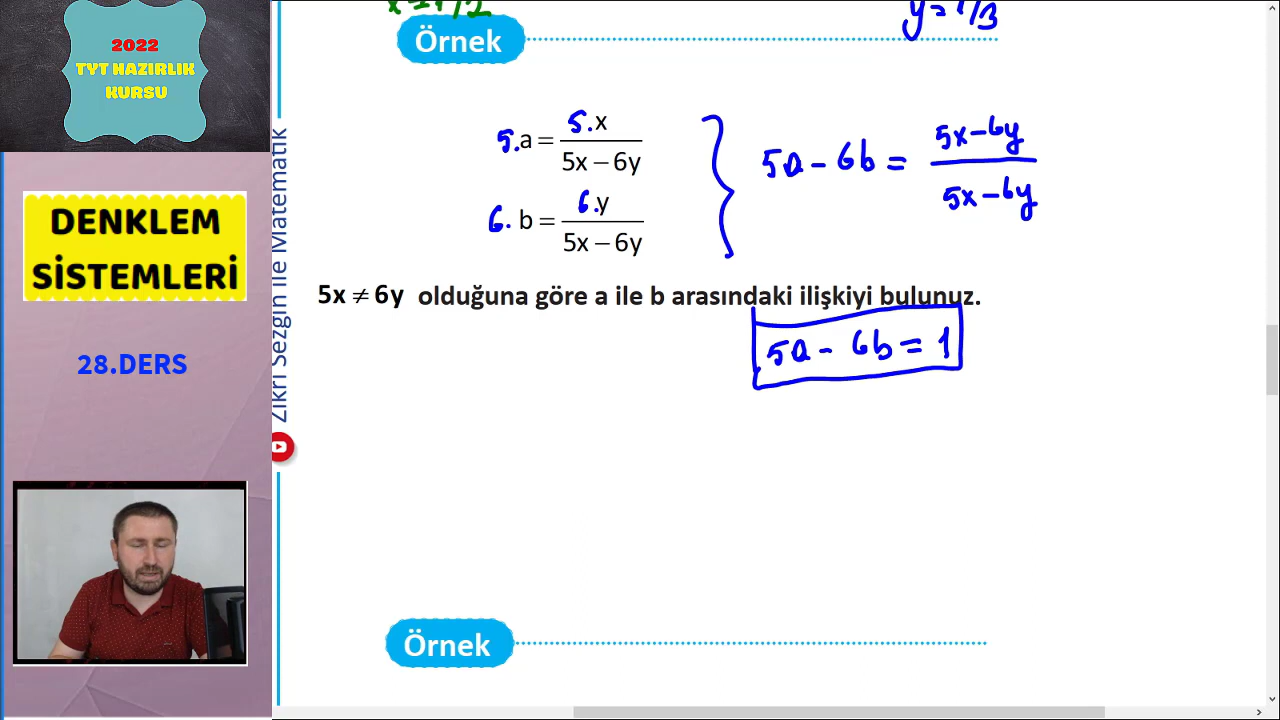 2022
TYT HAZIRLIK
KURSU
DENKLEM
SİSTEMLERİ
28.DERS
Zikri Sezgin ile Matematik
y = 1/3
Örnek
5.a = 5.x / 5x − 6y
6. b = 6.y / 5x − 6y
5a − 6b = 5x − 6y / 5x − 6y
5x ≠ 6y olduğuna göre a ile b arasındaki ilişkiyi bulunuz.
5a − 6b = 1
Örnek